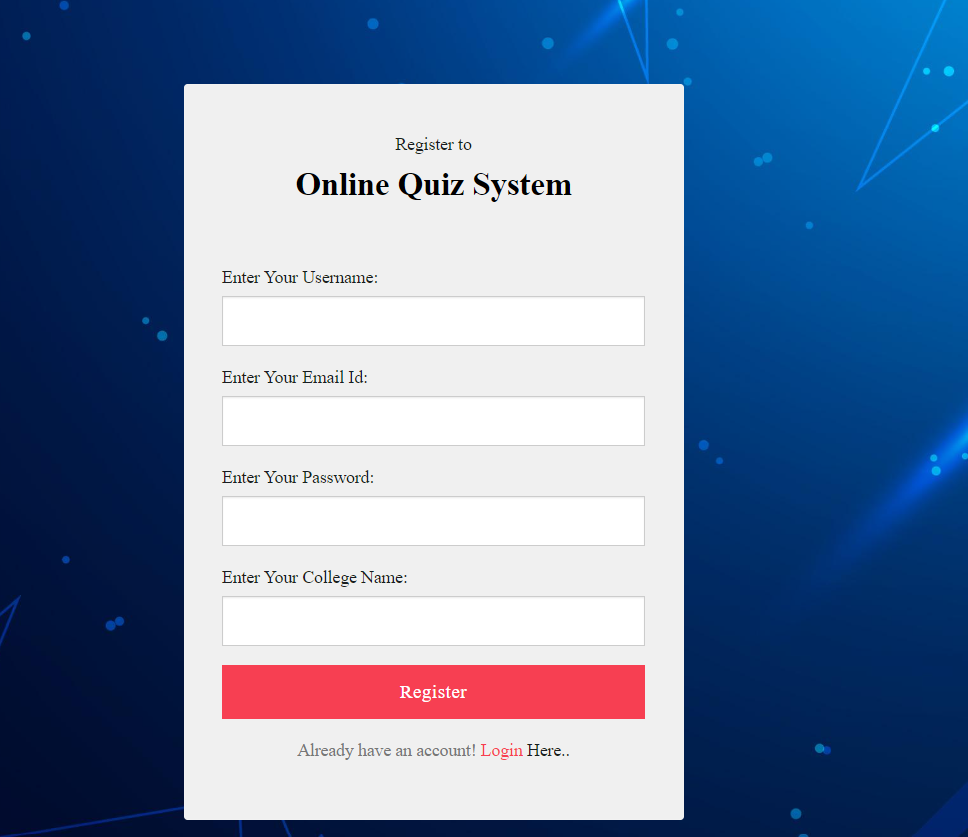 Register to
Online Quiz System
Enter Your Username:
Enter Your Email Id:
Enter Your Password:
Enter Your College Name:
Register
Already have an account! Login Here..